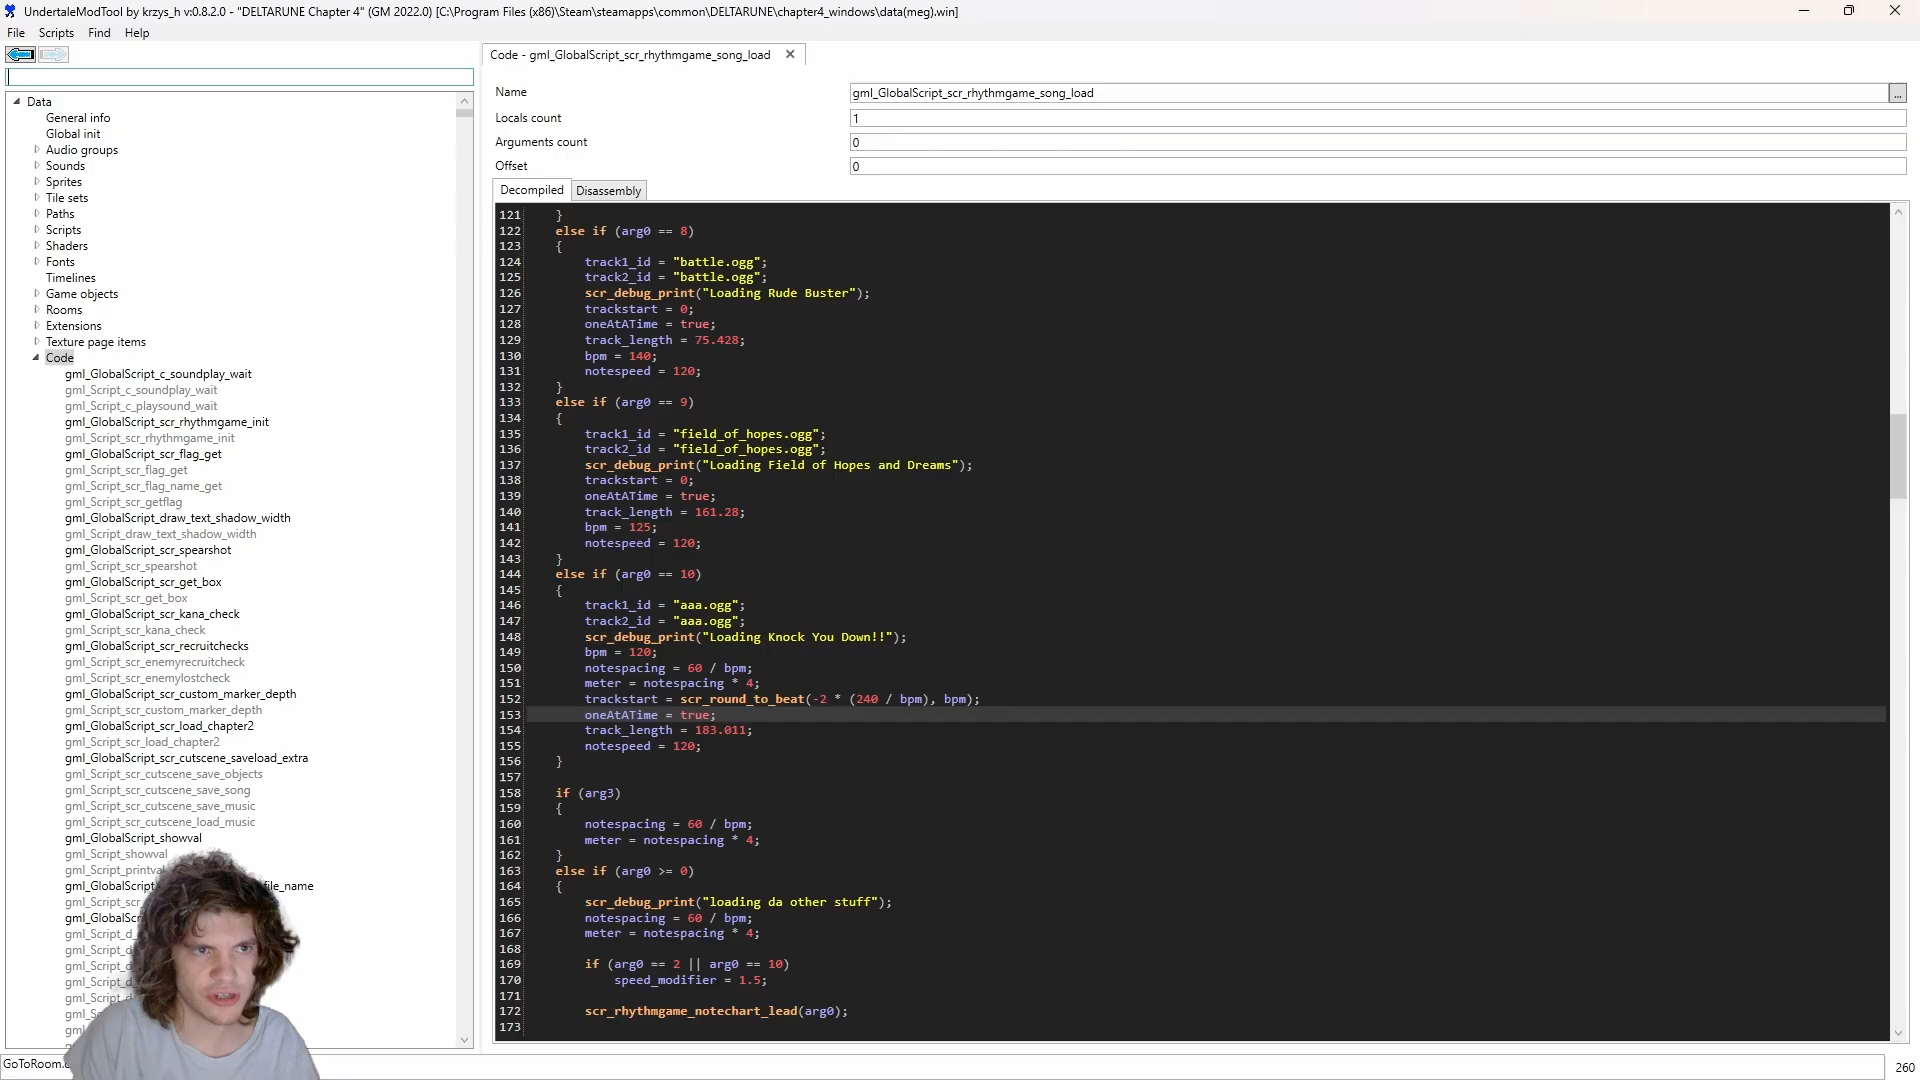 UndertaleModTool by krzys_h v:0.8.2.0 - "DELTARUNE Chapter 4" (GM 2022.0) [C:\Program Files (x86)\Steam\steamapps\common\DELTARUNE\chapter4_windows\data(meg).win]
File Scripts Find Help
Data
General info
Global init
Audio groups
Sounds
Sprites
Tile sets
Paths
Scripts
Shaders
Fonts
Timelines
Game objects
Rooms
Extensions
Texture page items
Code
gml_GlobalScript_c_soundplay_wait
gml_Script_c_soundplay_wait
gml_Script_c_playsound_wait
gml_GlobalScript_scr_rhythmgame_init
gml_Script_scr_rhythmgame_init
gml_GlobalScript_scr_flag_get
gml_Script_scr_flag_get
gml_Script_scr_flag_name_get
gml_Script_scr_getflag
gml_GlobalScript_draw_text_shadow_width
gml_Script_draw_text_shadow_width
gml_GlobalScript_scr_spearshot
gml_Script_scr_spearshot
gml_GlobalScript_scr_get_box
gml_Script_scr_get_box
gml_GlobalScript_scr_kana_check
gml_Script_scr_kana_check
gml_GlobalScript_scr_recruitchecks
gml_Script_scr_enemyrecruitcheck
gml_Script_scr_enemylostcheck
gml_GlobalScript_scr_custom_marker_depth
gml_Script_scr_custom_marker_depth
gml_GlobalScript_scr_load_chapter2
gml_Script_scr_load_chapter2
gml_GlobalScript_scr_cutscene_saveload_extra
gml_Script_scr_cutscene_save_objects
gml_Script_scr_cutscene_save_song
gml_Script_scr_cutscene_save_music
gml_Script_scr_cutscene_load_music
gml_GlobalScript_showval
gml_Script_showval
gml_Script_printval
gml_GlobalScript_ file_name
gml_Script_scr_
gml_GlobalScr
gml_Script_d
gml_Script_d
gml_Script_d
gml_Script_d
gml_Script_d
gml_S
gml
GoToRoom.
Code - gml_GlobalScript_scr_rhythmgame_song_load
Name gml_GlobalScript_scr_rhythmgame_song_load ...
Locals count 1
Arguments count 0
Offset 0
Decompiled Disassembly
121 }
122 else if (arg0 == 8)
123 {
124 track1_id = "battle.ogg";
125 track2_id = "battle.ogg";
126 scr_debug_print("Loading Rude Buster");
127 trackstart = 0;
128 oneAtATime = true;
129 track_length = 75.428;
130 bpm = 140;
131 notespeed = 120;
132 }
133 else if (arg0 == 9)
134 {
135 track1_id = "field_of_hopes.ogg";
136 track2_id = "field_of_hopes.ogg";
137 scr_debug_print("Loading Field of Hopes and Dreams");
138 trackstart = 0;
139 oneAtATime = true;
140 track_length = 161.28;
141 bpm = 125;
142 notespeed = 120;
143 }
144 else if (arg0 == 10)
145 {
146 track1_id = "aaa.ogg";
147 track2_id = "aaa.ogg";
148 scr_debug_print("Loading Knock You Down!!");
149 bpm = 120;
150 notespacing = 60 / bpm;
151 meter = notespacing * 4;
152 trackstart = scr_round_to_beat(-2 * (240 / bpm), bpm);
153 oneAtATime = true;
154 track_length = 183.011;
155 notespeed = 120;
156 }
157
158 if (arg3)
159 {
160 notespacing = 60 / bpm;
161 meter = notespacing * 4;
162 }
163 else if (arg0 >= 0)
164 {
165 scr_debug_print("loading da other stuff");
166 notespacing = 60 / bpm;
167 meter = notespacing * 4;
168
169 if (arg0 == 2 || arg0 == 10)
170 speed_modifier = 1.5;
171
172 scr_rhythmgame_notechart_lead(arg0);
173
260